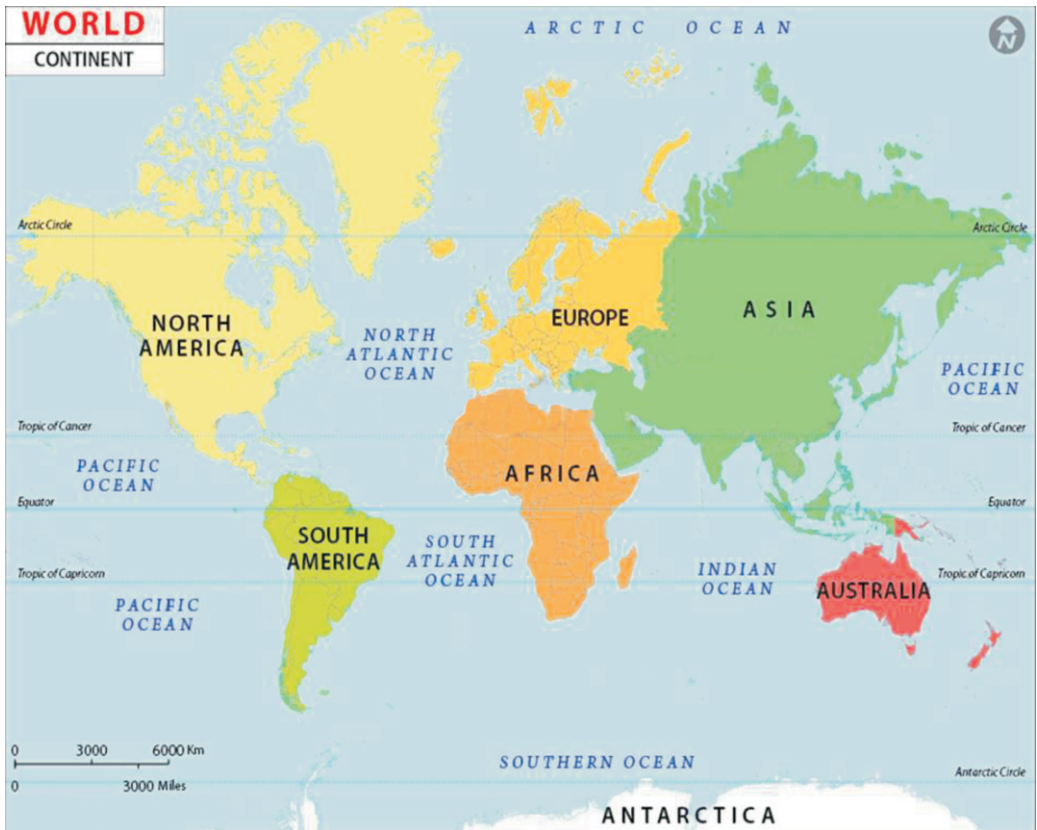 WORLD
CONTINENT
ARCTIC OCEAN
N
Arctic Circle
Arctic Circle
NORTH
AMERICA
NORTH
ATLANTIC
OCEAN
EUROPE
ASIA
PACIFIC
OCEAN
Tropic of Cancer
Tropic of Cancer
PACIFIC
OCEAN
AFRICA
Equator
Equator
SOUTH
AMERICA
SOUTH
ATLANTIC
OCEAN
INDIAN
OCEAN
Tropic of Capricorn
Tropic of Capricorn
AUSTRALIA
PACIFIC
OCEAN
0 3000 6000 Km
0 3000 Miles
SOUTHERN OCEAN
Antarctic Circle
ANTARCTICA